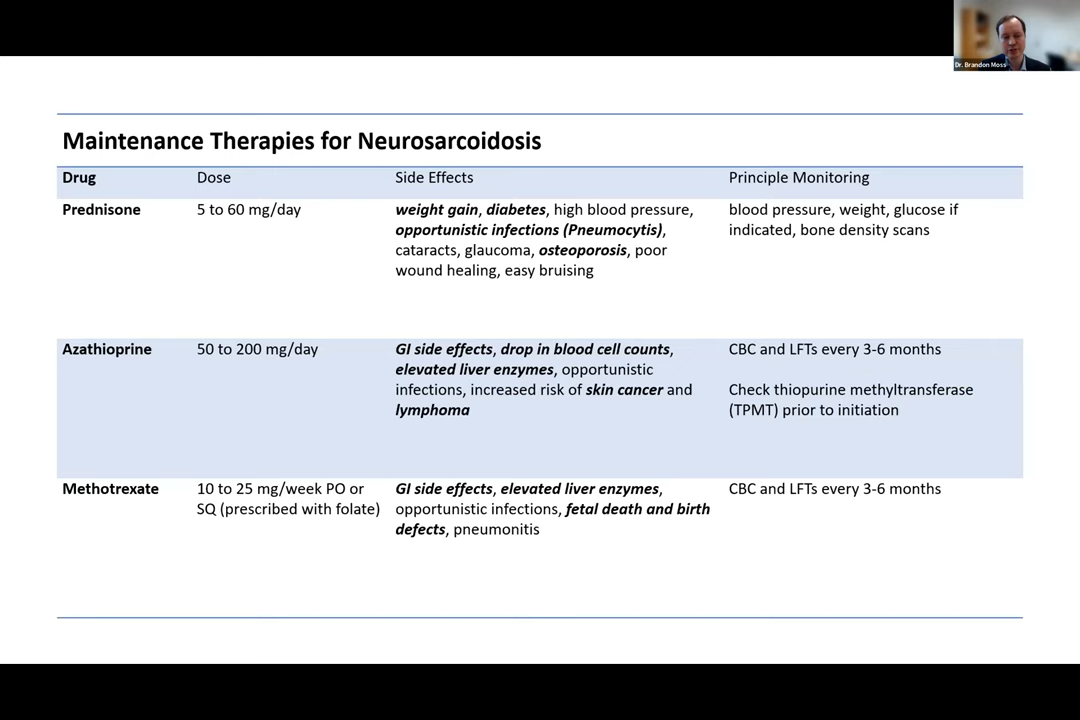 Dr. Brandon Moss
Maintenance Therapies for Neurosarcoidosis
Drug Dose Side Effects Principle Monitoring
Prednisone 5 to 60 mg/day weight gain, diabetes, high blood pressure, blood pressure, weight, glucose if
opportunistic infections (Pneumocytis), indicated, bone density scans
cataracts, glaucoma, osteoporosis, poor
wound healing, easy bruising
Azathioprine 50 to 200 mg/day GI side effects, drop in blood cell counts, CBC and LFTs every 3-6 months
elevated liver enzymes, opportunistic
infections, increased risk of skin cancer and Check thiopurine methyltransferase
lymphoma (TPMT) prior to initiation
Methotrexate 10 to 25 mg/week PO or GI side effects, elevated liver enzymes, CBC and LFTs every 3-6 months
SQ (prescribed with folate) opportunistic infections, fetal death and birth
defects, pneumonitis